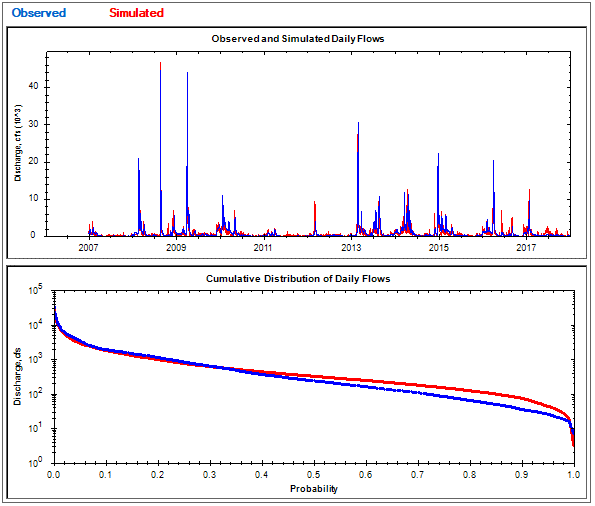 Observed Simulated
Observed and Simulated Daily Flows
Discharge, cfs (10^3)
40
30
20
10
0
2007 2009 2011 2013 2015 2017
Cumulative Distribution of Daily Flows
Discharge, cfs
10^5
10^4
10^3
10^2
10^1
10^0
0.0 0.1 0.2 0.3 0.4 0.5 0.6 0.7 0.8 0.9 1.0
Probability